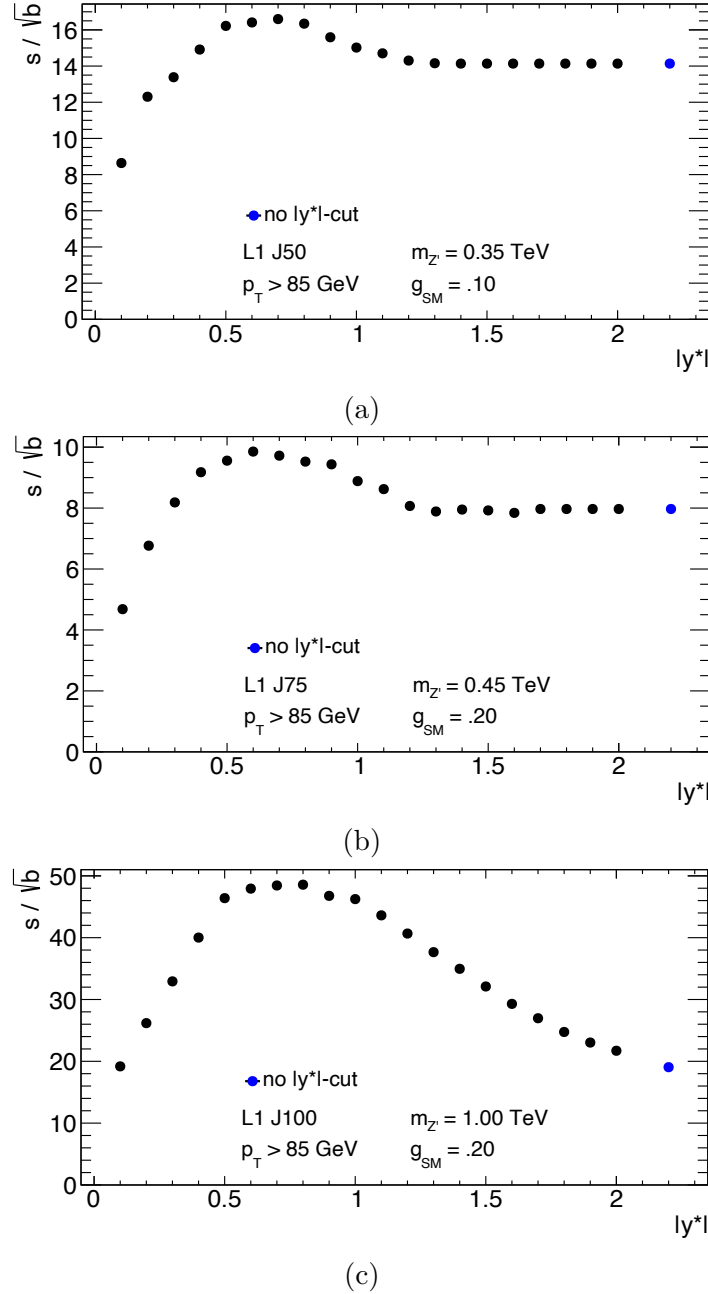 s / √b
16
14
12
10
8
6
4
2
0
no |y*|-cut
L1 J50 m_Z' = 0.35 TeV
p_T > 85 GeV g_SM = .10
0 0.5 1 1.5 2
|y*|
(a)
s / √b
10
8
6
4
2
0
no |y*|-cut
L1 J75 m_Z' = 0.45 TeV
p_T > 85 GeV g_SM = .20
0 0.5 1 1.5 2
|y*|
(b)
s / √b
50
40
30
20
10
0
no |y*|-cut
L1 J100 m_Z' = 1.00 TeV
p_T > 85 GeV g_SM = .20
0 0.5 1 1.5 2
|y*|
(c)